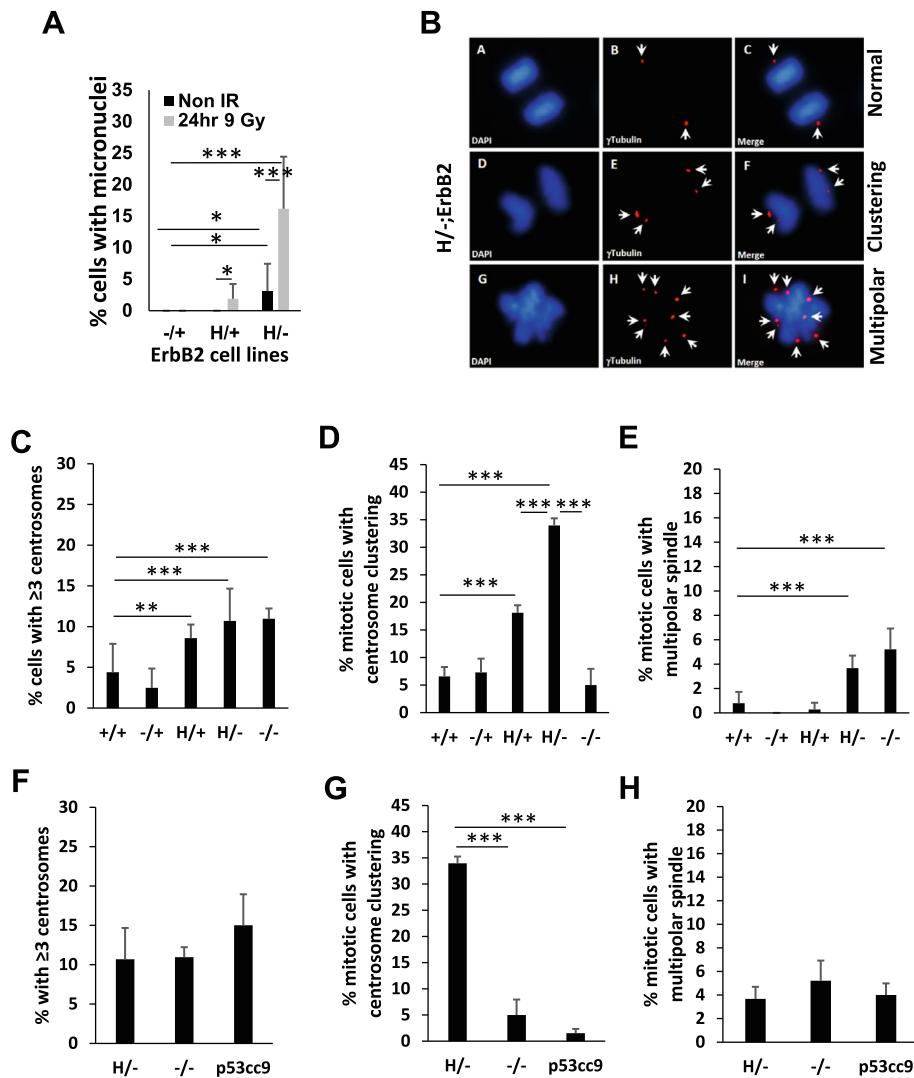 A
% cells with micronuclei
35
30
25
20
15
10
5
0
Non IR
24hr 9 Gy
***
***
*
*
*
-/+ H/+ H/-
ErbB2 cell lines
B
H/-;ErbB2
A B C
DAPI γTubulin Merge
Normal
D E F
DAPI γTubulin Merge
Clustering
G H I
DAPI γTubulin Merge
Multipolar
C
% cells with ≥3 centrosomes
30
25
20
15
10
5
0
***
***
**
+/+ -/+ H/+ H/- -/-
D
% mitotic cells with
centrosome clustering
45
40
35
30
25
20
15
10
5
0
***
*** ***
***
+/+ -/+ H/+ H/- -/-
E
% mitotic cells with
multipolar spindle
20
18
16
14
12
10
8
6
4
2
0
***
***
+/+ -/+ H/+ H/- -/-
F
% with ≥3 centrosomes
30
25
20
15
10
5
0
H/- -/- p53cc9
G
% mitotic cells with
centrosome clustering
45
40
35
30
25
20
15
10
5
0
***
***
H/- -/- p53cc9
H
% mitotic cells with
multipolar spindle
20
18
16
14
12
10
8
6
4
2
0
H/- -/- p53cc9